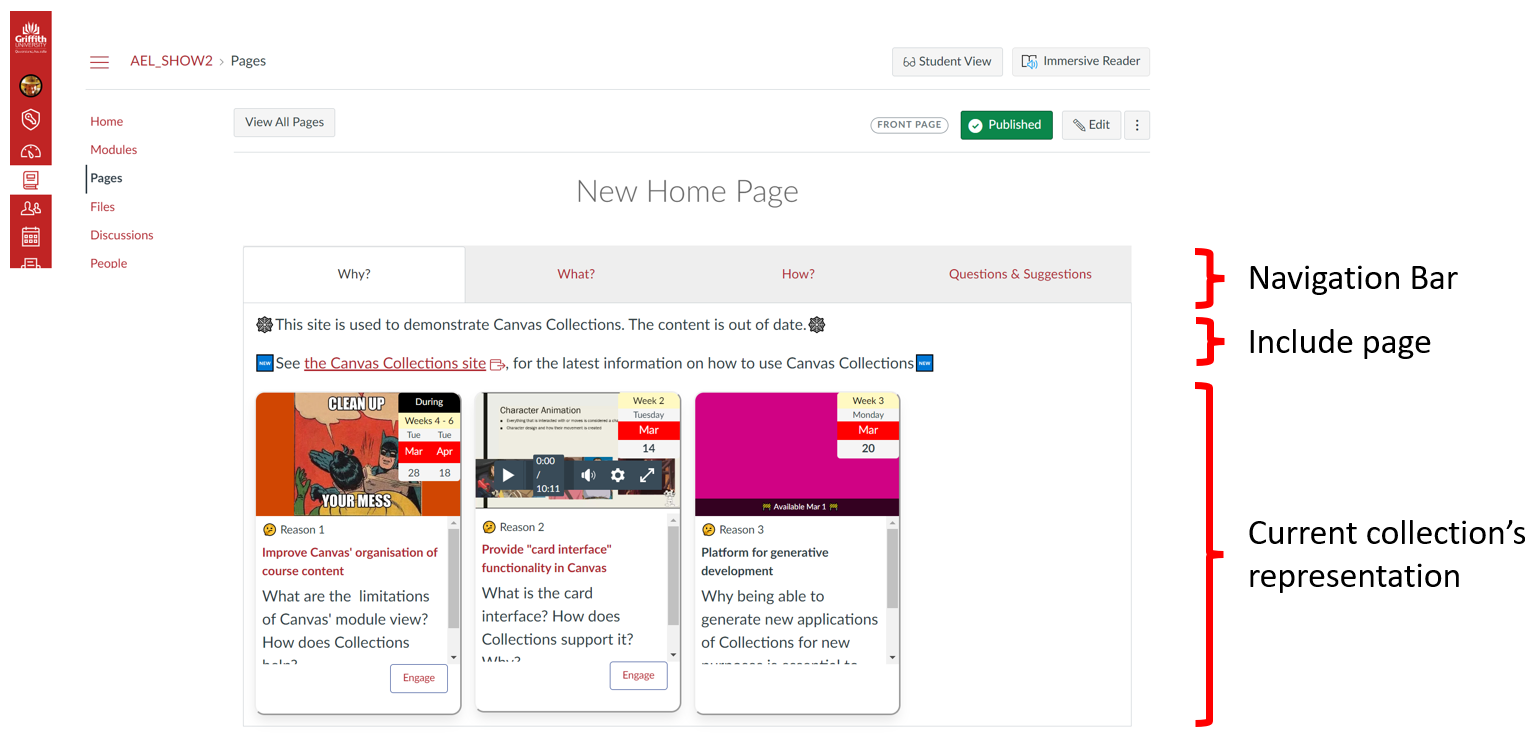 Griffith
UNIVERSITY
AEL_SHOW2 › Pages
Student View
Immersive Reader
Home
Modules
Pages
Files
Discussions
People
View All Pages
FRONT PAGE
Published
Edit
New Home Page
Why?
What?
How?
Questions & Suggestions
This site is used to demonstrate Canvas Collections. The content is out of date.
NEW See the Canvas Collections site, for the latest information on how to use Canvas Collections NEW
CLEAN UP
YOUR MESS
During
Weeks 4 - 6
Tue Tue
Mar Apr
28 18
Reason 1
Improve Canvas' organisation of
course content
What are the limitations
of Canvas' module view?
How does Collections
help?
Engage
Character Animation
Week 2
Tuesday
Mar
14
0:00
/
10:11
Reason 2
Provide "card interface"
functionality in Canvas
What is the card
interface? How does
Collections support it?
Why?
Engage
Week 3
Monday
Mar
20
Available Mar 1
Reason 3
Platform for generative
development
Why being able to
generate new applications
of Collections for new
purposes is essential to
Navigation Bar
Include page
Current collection’s
representation